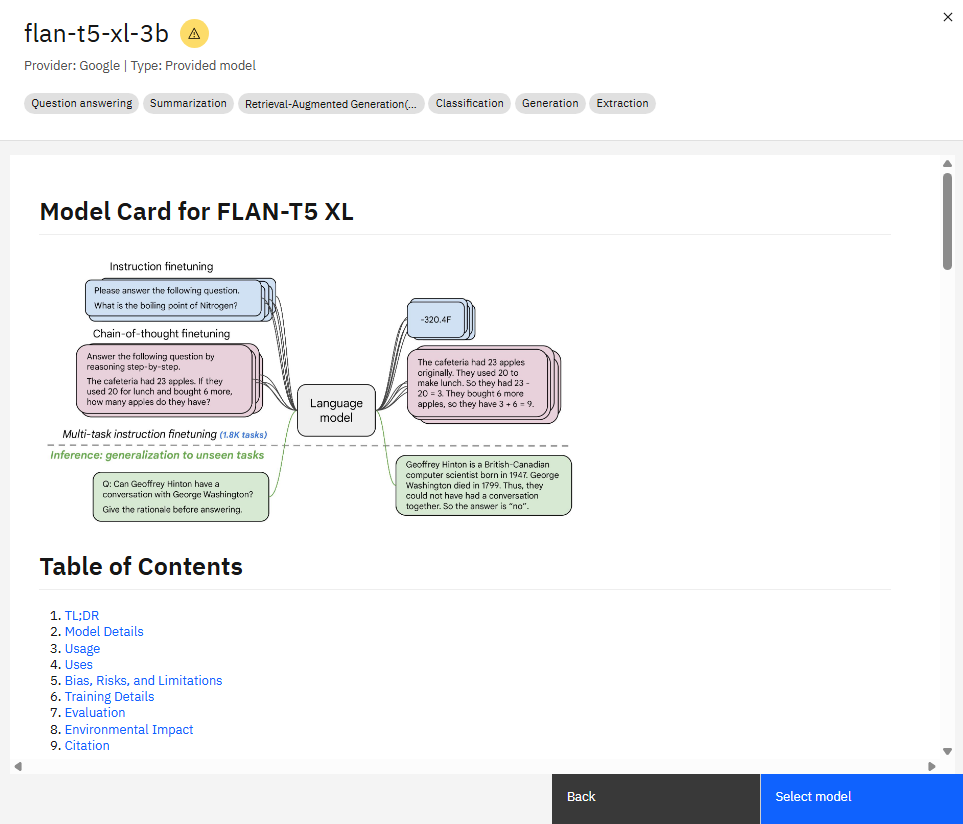 flan-t5-xl-3b
Provider: Google | Type: Provided model
Question answering
Summarization
Retrieval-Augmented Generation(...
Classification
Generation
Extraction
Model Card for FLAN-T5 XL
Instruction finetuning
Please answer the following question.
What is the boiling point of Nitrogen?
-320.4F
Chain-of-thought finetuning
Answer the following question by
reasoning step-by-step.
The cafeteria had 23 apples. If they
used 20 for lunch and bought 6 more,
how many apples do they have?
Language
model
The cafeteria had 23 apples
originally. They used 20 to
make lunch. So they had 23 -
20 = 3. They bought 6 more
apples, so they have 3 + 6 = 9.
Multi-task instruction finetuning (1.8K tasks)
Inference: generalization to unseen tasks
Q: Can Geoffrey Hinton have a
conversation with George Washington?
Give the rationale before answering.
Geoffrey Hinton is a British-Canadian
computer scientist born in 1947. George
Washington died in 1799. Thus, they
could not have had a conversation
together. So the answer is "no".
Table of Contents
1. TL;DR
2. Model Details
3. Usage
4. Uses
5. Bias, Risks, and Limitations
6. Training Details
7. Evaluation
8. Environmental Impact
9. Citation
Back
Select model